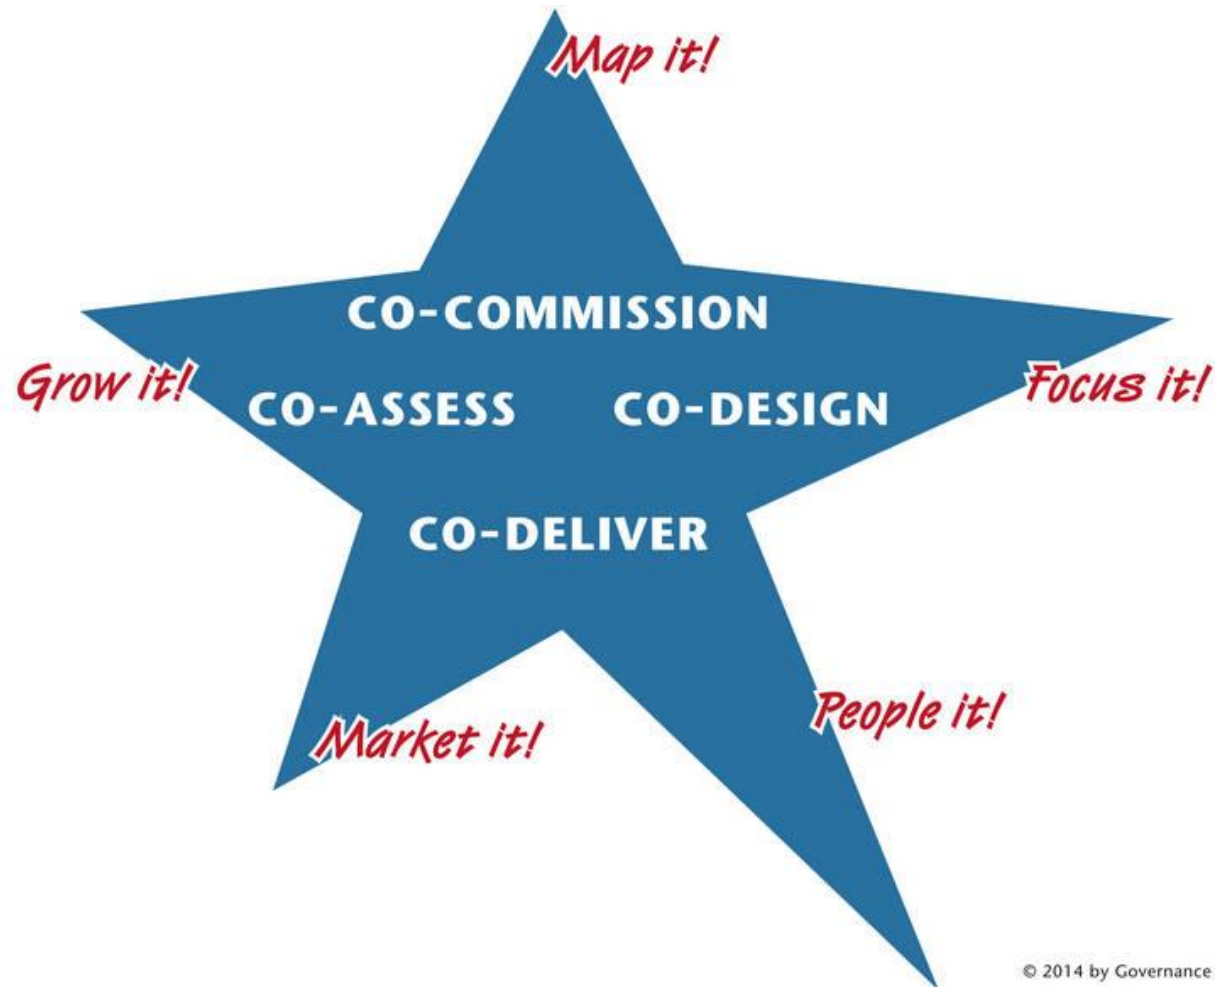 Map it!
CO-COMMISSION
Grow it!
Focus it!
CO-ASSESS CO-DESIGN
CO-DELIVER
People it!
Market it!
© 2014 by Governance